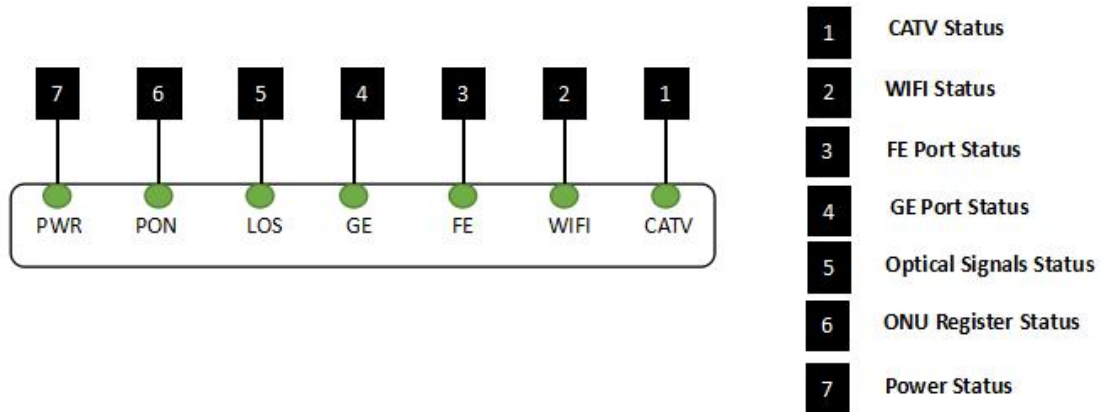 7 6 5 4 3 2 1
PWR PON LOS GE FE WIFI CATV
1 CATV Status
2 WIFI Status
3 FE Port Status
4 GE Port Status
5 Optical Signals Status
6 ONU Register Status
7 Power Status